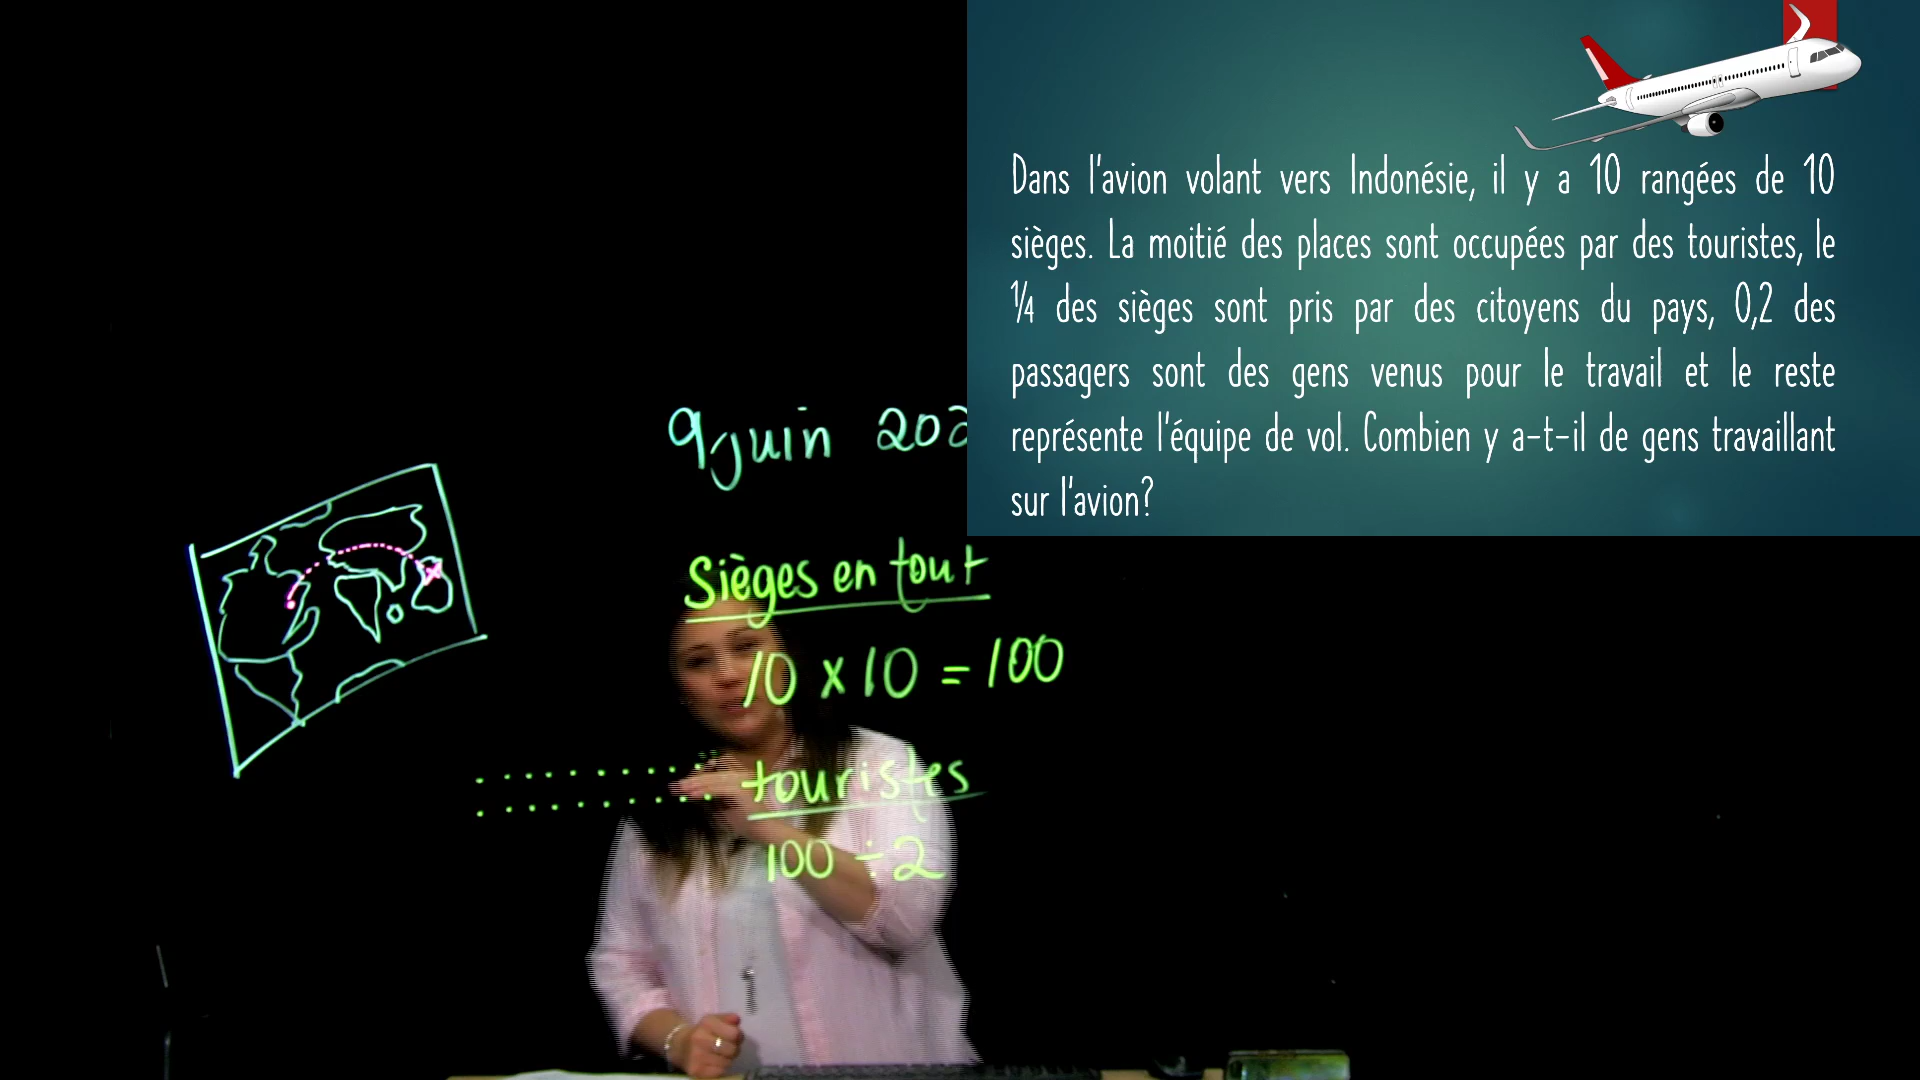 Dans l'avion volant vers Indonésie, il y a 10 rangées de 10
sièges. La moitié des places sont occupées par des touristes, le
¼ des sièges sont pris par des citoyens du pays, 0,2 des
passagers sont des gens venus pour le travail et le reste
représente l'équipe de vol. Combien y a-t-il de gens travaillant
sur l'avion?
9 juin 202
Sièges en tout
10 x 10 = 100
touristes
100 ÷ 2